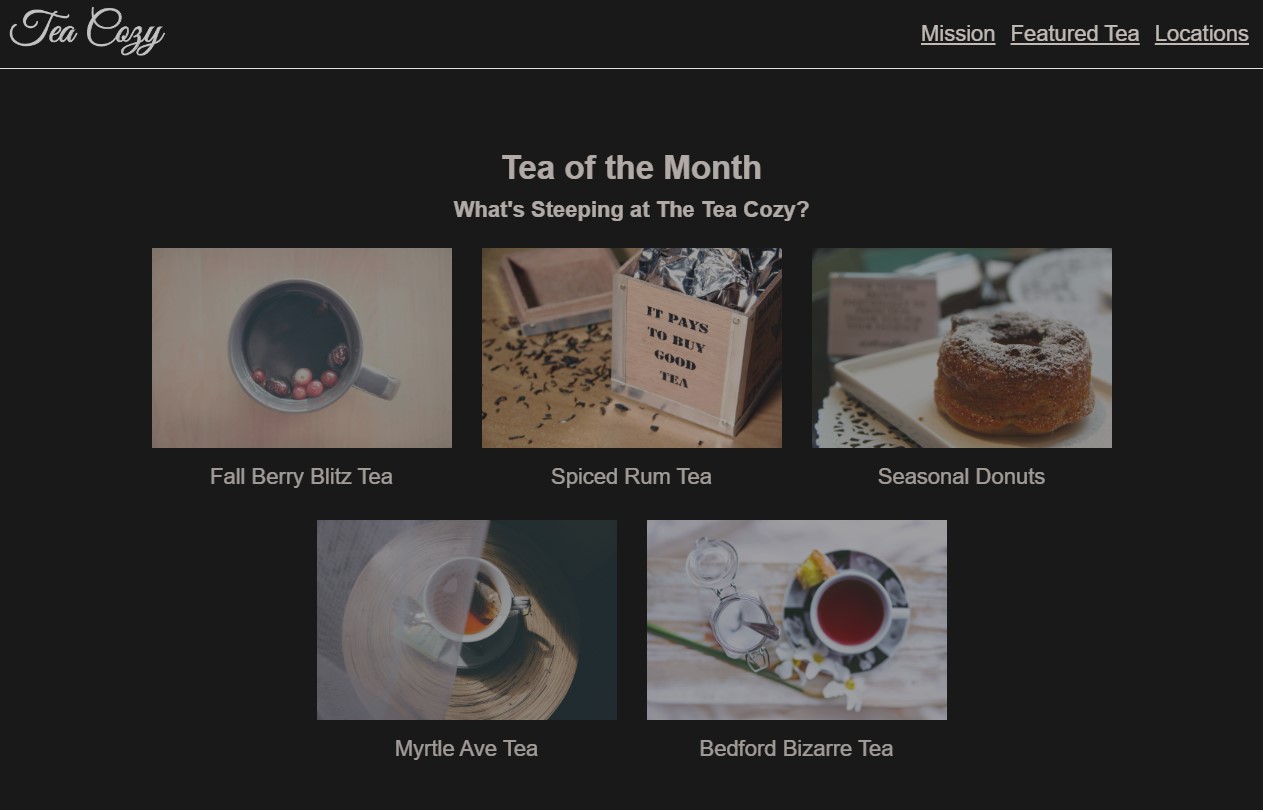 Tea Cozy
Mission Featured Tea Locations
Tea of the Month
What's Steeping at The Tea Cozy?
IT PAYS
TO BUY
GOOD
TEA
Fall Berry Blitz Tea
Spiced Rum Tea
Seasonal Donuts
Myrtle Ave Tea
Bedford Bizarre Tea